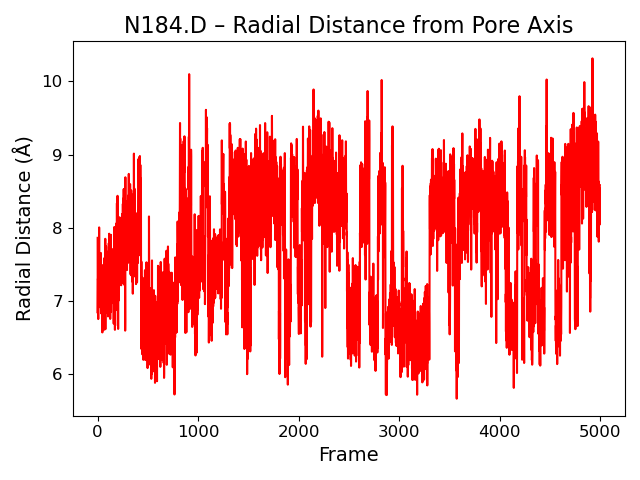 N184.D – Radial Distance from Pore Axis
Radial Distance (Å)
10
9
8
7
6
0 1000 2000 3000 4000 5000
Frame